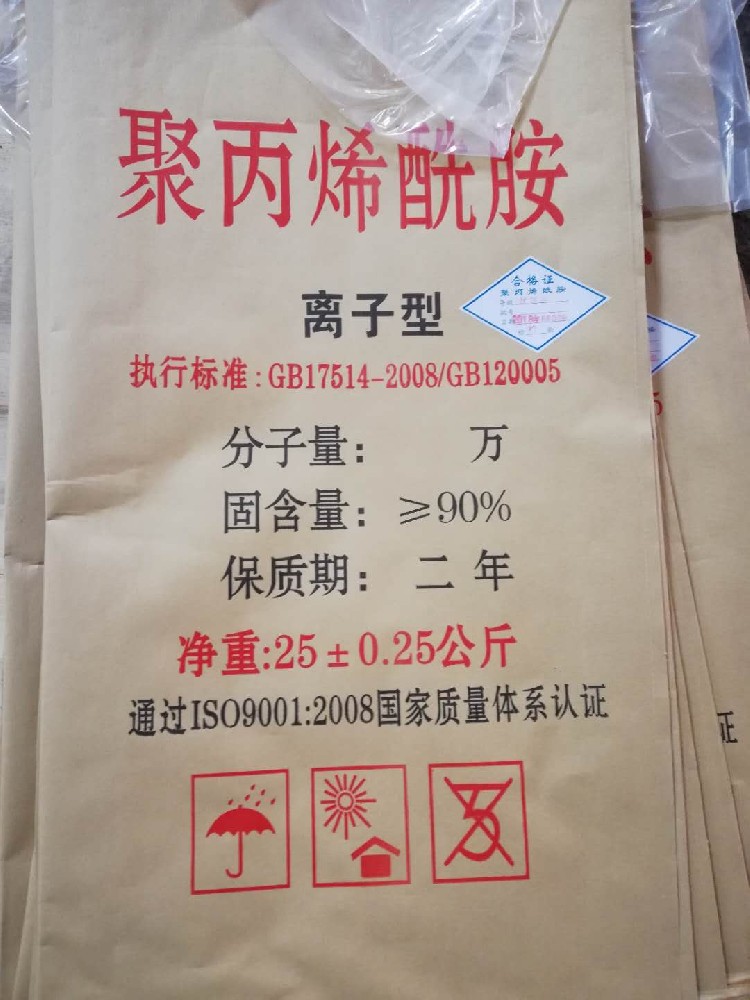 聚丙烯酰胺
离子型
合格证
聚丙烯酰胺
执行标准:GB17514-2008/GB120005
分子量: 万
固含量: ≥90%
保质期: 二年
净重:25±0.25公斤
通过ISO9001:2008国家质量体系认证
5
证